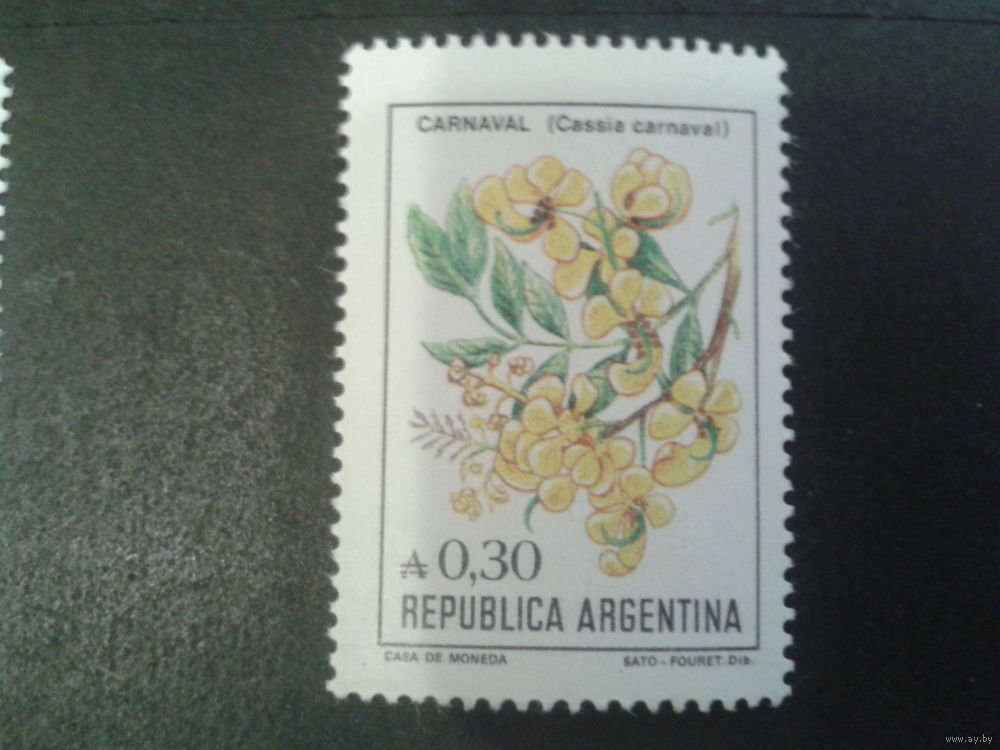 CARNAVAL (Cassia carnaval)
₳ 0,30
REPUBLICA ARGENTINA
CASA DE MONEDA SATO - FOURET Dib.
www.ay.by